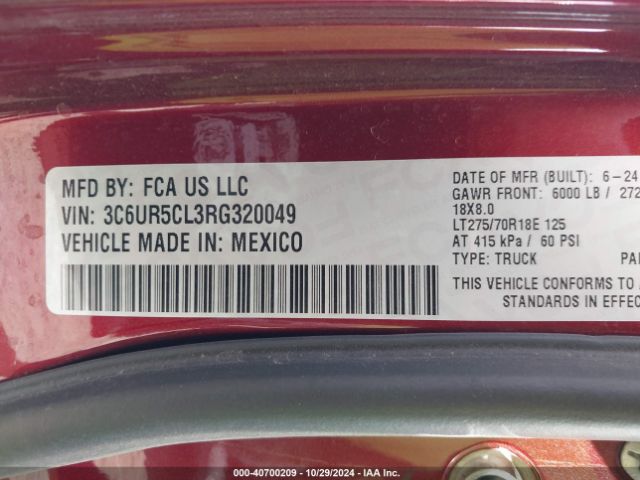 MFD BY: FCA US LLC
VIN: 3C6UR5CL3RG320049
VEHICLE MADE IN: MEXICO
DATE OF MFR (BUILT): 6-24
GAWR FRONT: 6000 LB / 272
18X8.0
LT275/70R18E 125
AT 415 kPa / 60 PSI
TYPE: TRUCK
THIS VEHICLE CONFORMS TO
STANDARDS IN EFFEC
000-40700209 - 10/29/2024 - IAAI.com